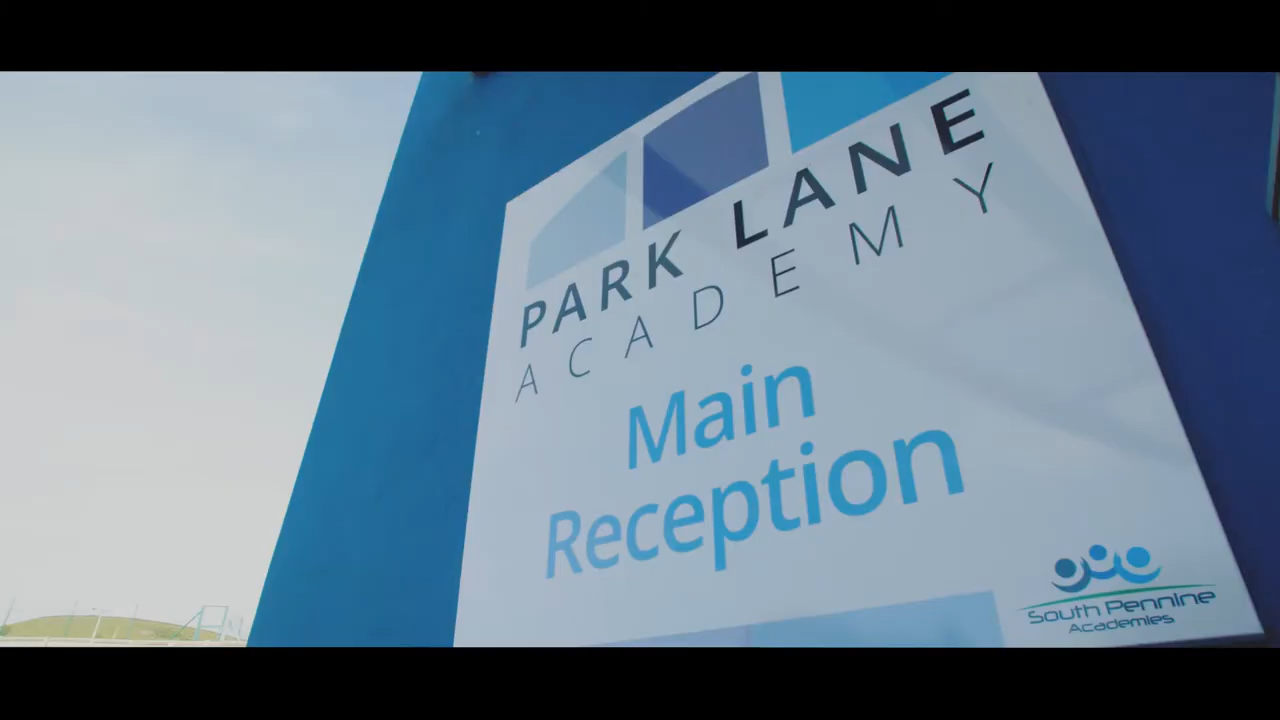 PARK LANE
ACADEMY
Main
Reception
South Pennine
Academies